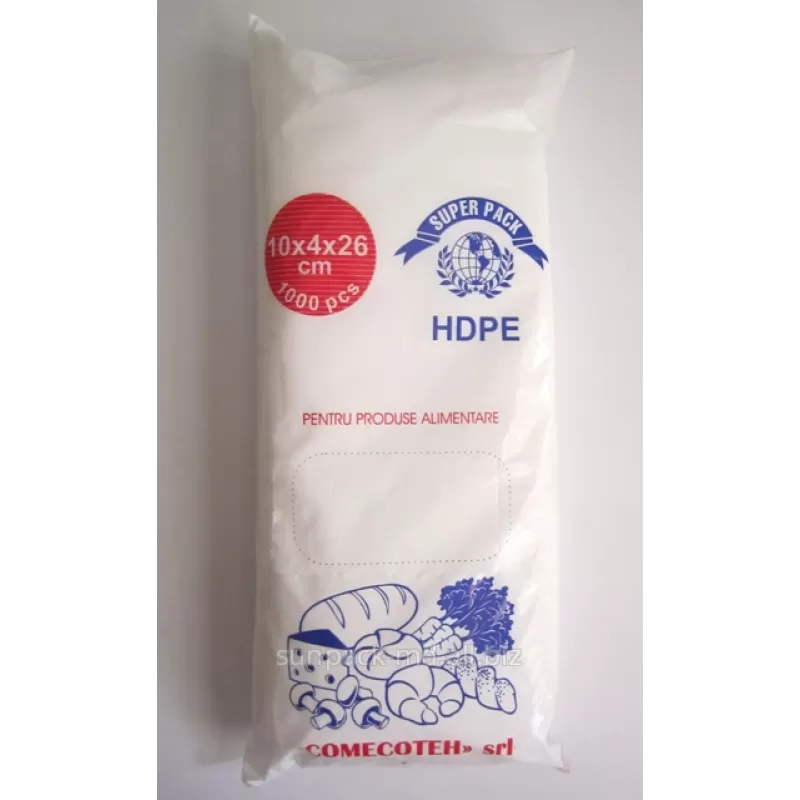 SUPER PACK
10x4x26
cm
1000 pcs
HDPE
PENTRU PRODUSE ALIMENTARE
COMECOTEH» srl